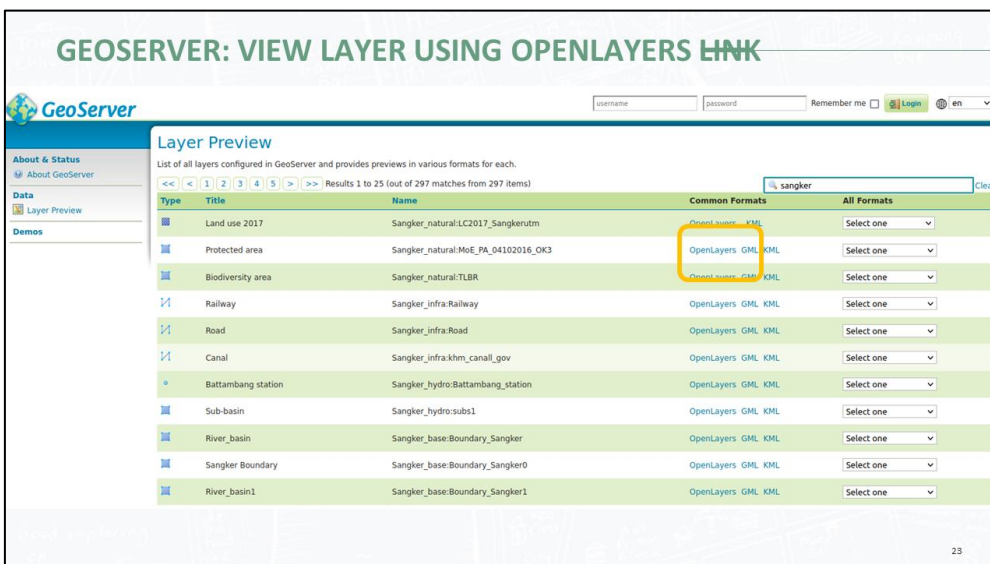 GEOSERVER: VIEW LAYER USING OPENLAYERS LINK
GeoServer
username password Remember me Login en
About & Status
About GeoServer
Data
Layer Preview
Demos
Layer Preview
List of all layers configured in GeoServer and provides previews in various formats for each.
<< < 1 2 3 4 5 > >> Results 1 to 25 (out of 297 matches from 297 items) sangker Clea
Type Title Name Common Formats All Formats
Land use 2017 Sangker_natural:LC2017_Sangkerutm OpenLayers KML Select one
Protected area Sangker_natural:MoE_PA_04102016_OK3 OpenLayers GML KML Select one
Biodiversity area Sangker_natural:TLBR OpenLayers GML KML Select one
Railway Sangker_infra:Railway OpenLayers GML KML Select one
Road Sangker_infra:Road OpenLayers GML KML Select one
Canal Sangker_infra:khm_canall_gov OpenLayers GML KML Select one
Battambang station Sangker_hydro:Battambang_station OpenLayers GML KML Select one
Sub-basin Sangker_hydro:subs1 OpenLayers GML KML Select one
River_basin Sangker_base:Boundary_Sangker OpenLayers GML KML Select one
Sangker Boundary Sangker_base:Boundary_Sangker0 OpenLayers GML KML Select one
River_basin1 Sangker_base:Boundary_Sangker1 OpenLayers GML KML Select one
23